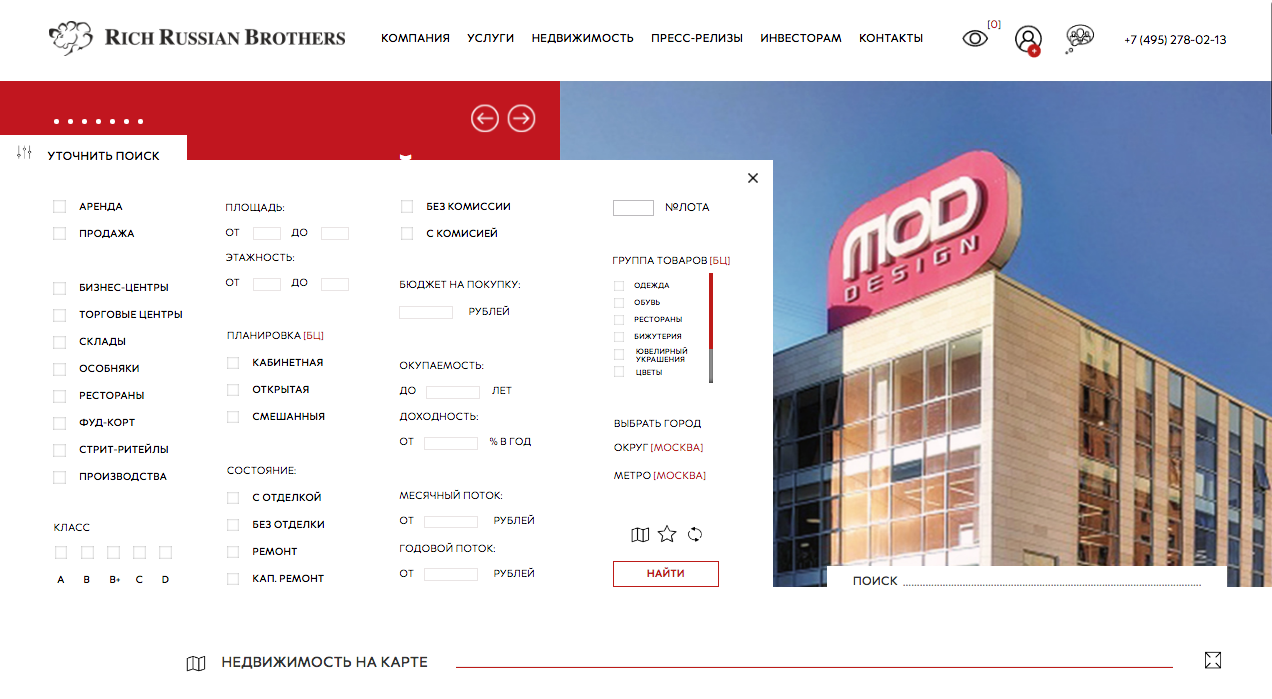 RICH RUSSIAN BROTHERS
КОМПАНИЯ УСЛУГИ НЕДВИЖИМОСТЬ ПРЕСС-РЕЛИЗЫ ИНВЕСТОРАМ КОНТАКТЫ
[0]
+7 (495) 278-02-13
УТОЧНИТЬ ПОИСК
АРЕНДА
ПРОДАЖА
БИЗНЕС-ЦЕНТРЫ
ТОРГОВЫЕ ЦЕНТРЫ
СКЛАДЫ
ОСОБНЯКИ
РЕСТОРАНЫ
ФУД-КОРТ
СТРИТ-РИТЕЙЛЫ
ПРОИЗВОДСТВА
КЛАСС
A B B+ C D
ПЛОЩАДЬ:
ОТ ДО
ЭТАЖНОСТЬ:
ОТ ДО
ПЛАНИРОВКА [БЦ]
КАБИНЕТНАЯ
ОТКРЫТАЯ
СМЕШАННЫЯ
СОСТОЯНИЕ:
С ОТДЕЛКОЙ
БЕЗ ОТДЕЛКИ
РЕМОНТ
КАП. РЕМОНТ
БЕЗ КОМИССИИ
С КОМИСИЕЙ
БЮДЖЕТ НА ПОКУПКУ:
РУБЛЕЙ
ОКУПАЕМОСТЬ:
ДО ЛЕТ
ДОХОДНОСТЬ:
ОТ % В ГОД
МЕСЯЧНЫЙ ПОТОК:
ОТ РУБЛЕЙ
ГОДОВОЙ ПОТОК:
ОТ РУБЛЕЙ
№ЛОТА
ГРУППА ТОВАРОВ [БЦ]
ОДЕЖДА
ОБУВЬ
РЕСТОРАНЫ
БИЖУТЕРИЯ
ЮВЕЛИРНЫЙ
УКРАШЕНИЯ
ЦВЕТЫ
ВЫБРАТЬ ГОРОД
ОКРУГ [МОСКВА]
МЕТРО [МОСКВА]
НАЙТИ
MOD
DESIGN
ПОИСК
НЕДВИЖИМОСТЬ НА КАРТЕ